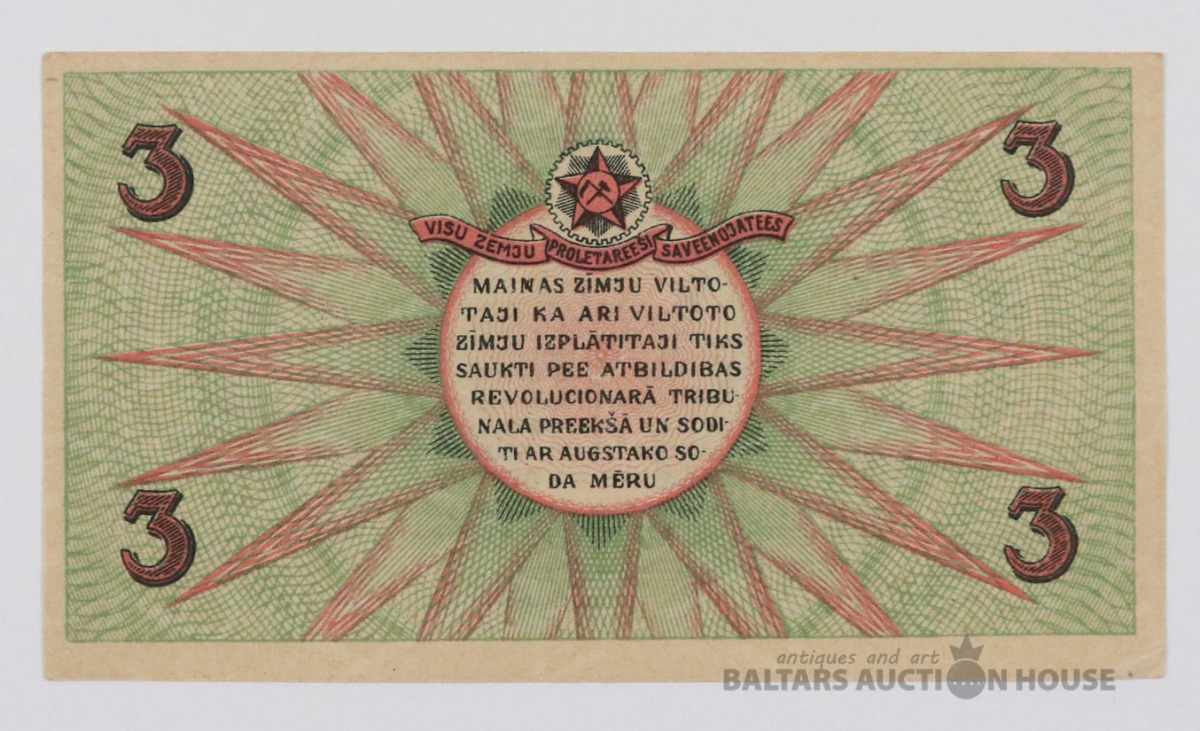 3
3
VISU ZEMJU PROLETAREEŠI SAVEENOJATEES
MAIŅAS ZĪMJU VILTO-
TAJI KA ARI VILTOTO
ZĪMJU IZPLĀTITAJI TIKS
SAUKTI PEE ATBILDIBAS
REVOLUCIONARĀ TRIBU-
NALA PREEKŠĀ UN SODI-
TI AR AUGSTAKO SO-
DA MĒRU
3
3
antiques and art
BALTARS AUCTION HOUSE